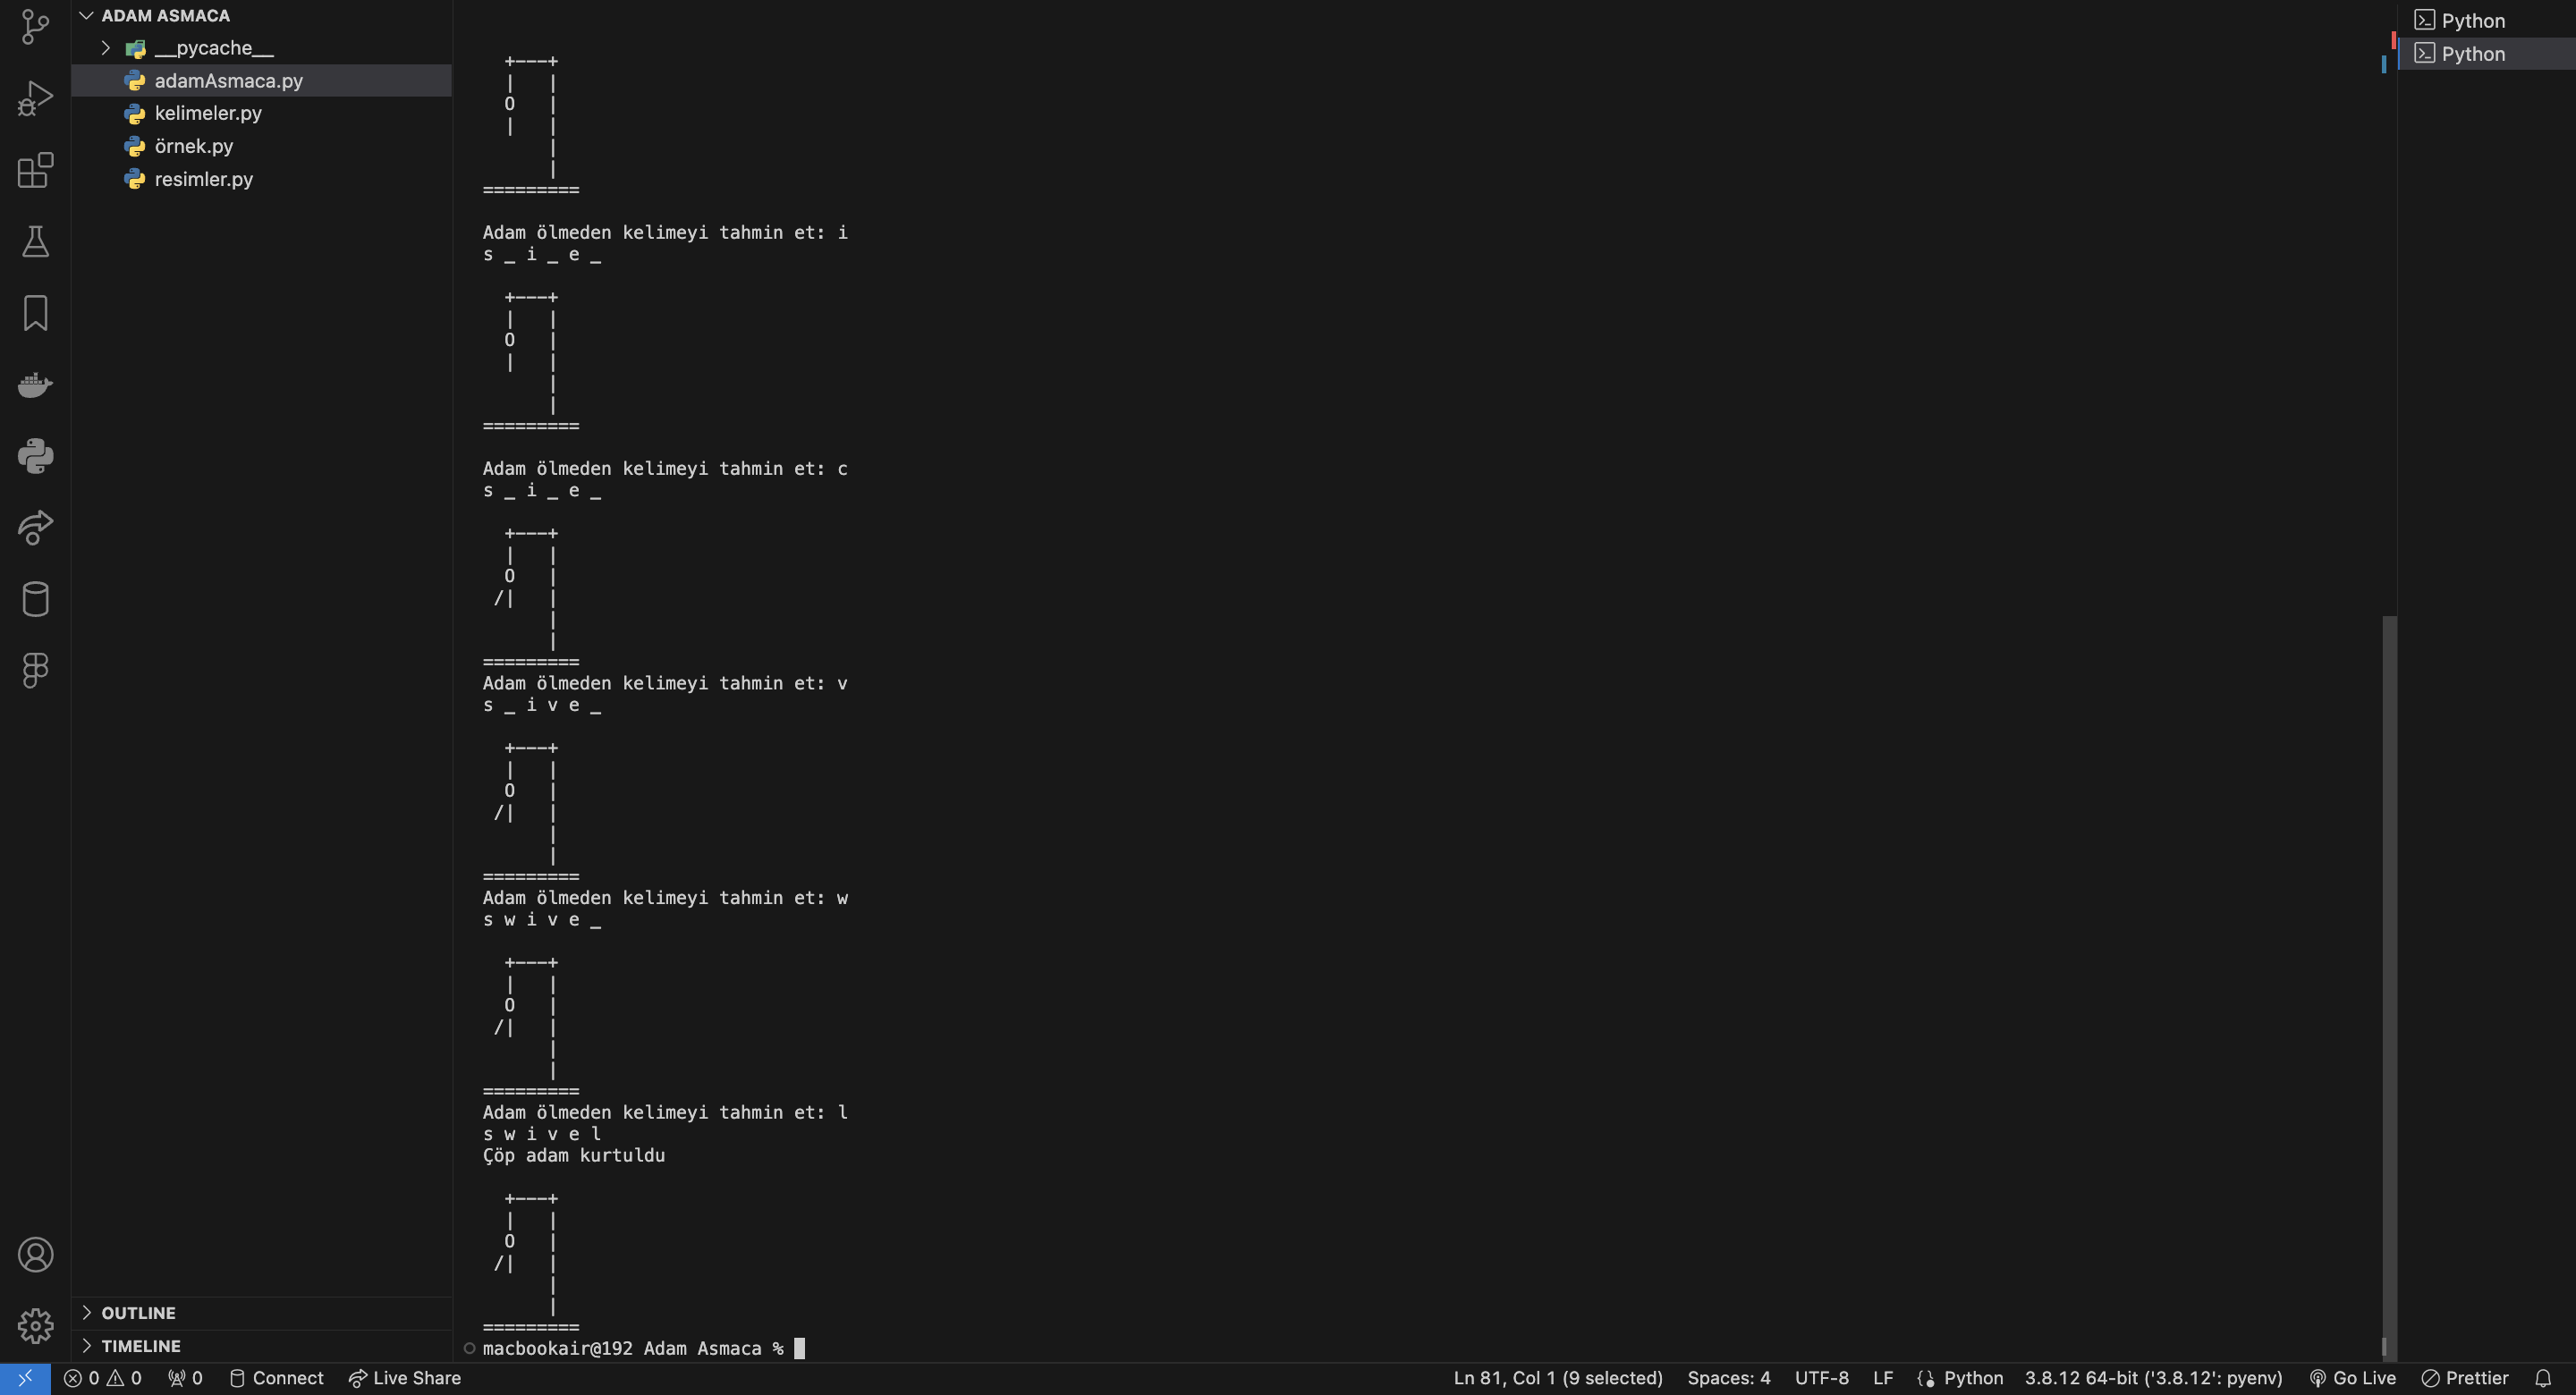 ADAM ASMACA
__pycache__
adamAsmaca.py
kelimeler.py
örnek.py
resimler.py
OUTLINE
TIMELINE
  +---+
  |   |
  O   |
  |   |
      |
      |
=========
Adam ölmeden kelimeyi tahmin et: i
s _ i _ e _
  +---+
  |   |
  O   |
  |   |
      |
      |
=========
Adam ölmeden kelimeyi tahmin et: c
s _ i _ e _
  +---+
  |   |
  O   |
 /|   |
      |
      |
=========
Adam ölmeden kelimeyi tahmin et: v
s _ i v e _
  +---+
  |   |
  O   |
 /|   |
      |
      |
=========
Adam ölmeden kelimeyi tahmin et: w
s w i v e _
  +---+
  |   |
  O   |
 /|   |
      |
      |
=========
Adam ölmeden kelimeyi tahmin et: l
s w i v e l
Çöp adam kurtuldu
  +---+
  |   |
  O   |
 /|   |
      |
      |
=========
macbookair@192 Adam Asmaca %
Python
Python
0 0 0 Connect Live Share Ln 81, Col 1 (9 selected) Spaces: 4 UTF-8 LF Python 3.8.12 64-bit ('3.8.12': pyenv) Go Live Prettier